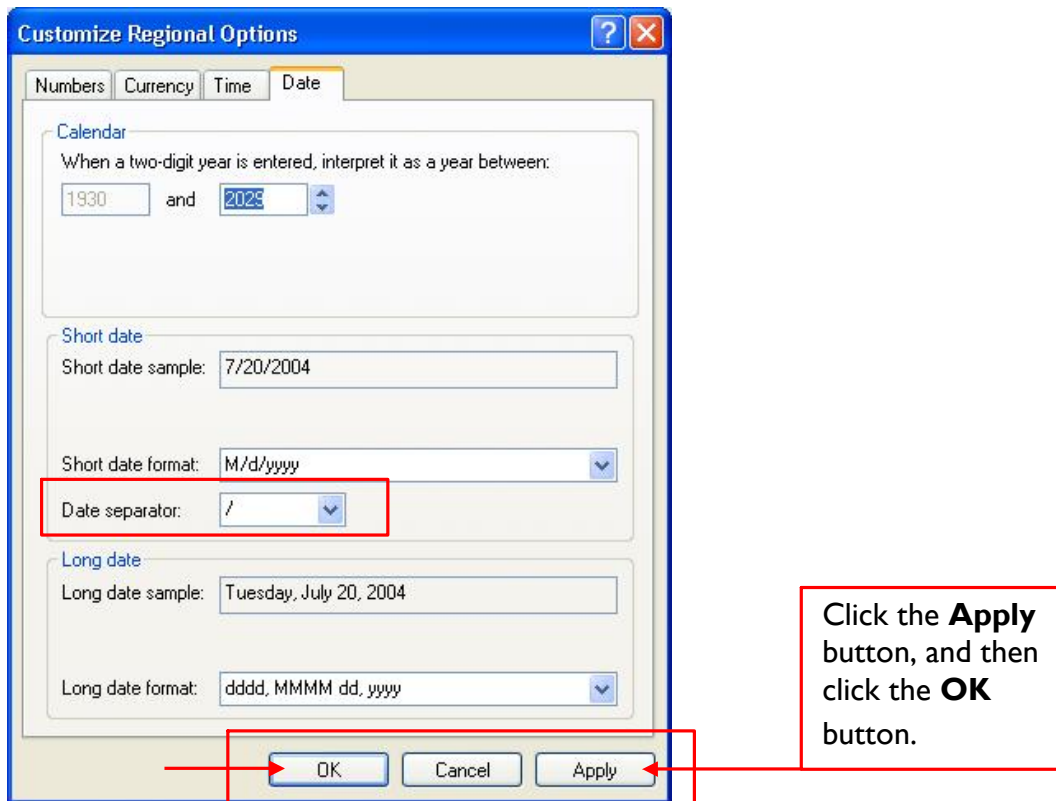 Customize Regional Options
Numbers Currency Time Date
Calendar
When a two-digit year is entered, interpret it as a year between:
1930 and 2029
Short date
Short date sample: 7/20/2004
Short date format: M/d/yyyy
Date separator: /
Long date
Long date sample: Tuesday, July 20, 2004
Long date format: dddd, MMMM dd, yyyy
OK Cancel Apply
Click the Apply
button, and then
click the OK
button.